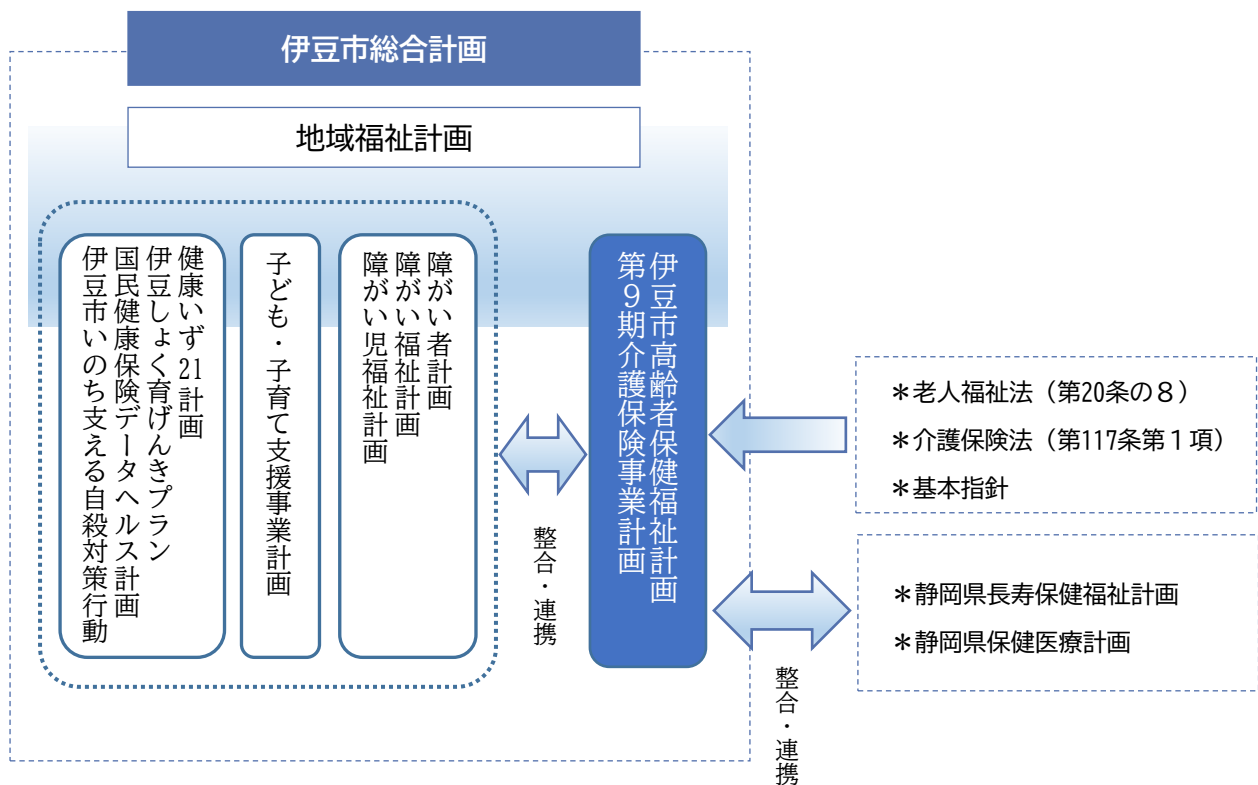 伊豆市総合計画
地域福祉計画
健康いず21計画
伊豆しょく育げんきプラン
国民健康保険データヘルス計画
伊豆市いのち支える自殺対策行動
子ども・子育て支援事業計画
障がい者計画
障がい福祉計画
障がい児福祉計画
整合・連携
伊豆市高齢者保健福祉計画
第９期介護保険事業計画
＊老人福祉法（第20条の８）
＊介護保険法（第117条第１項）
＊基本指針
＊静岡県長寿保健福祉計画
＊静岡県保健医療計画
整合・連携